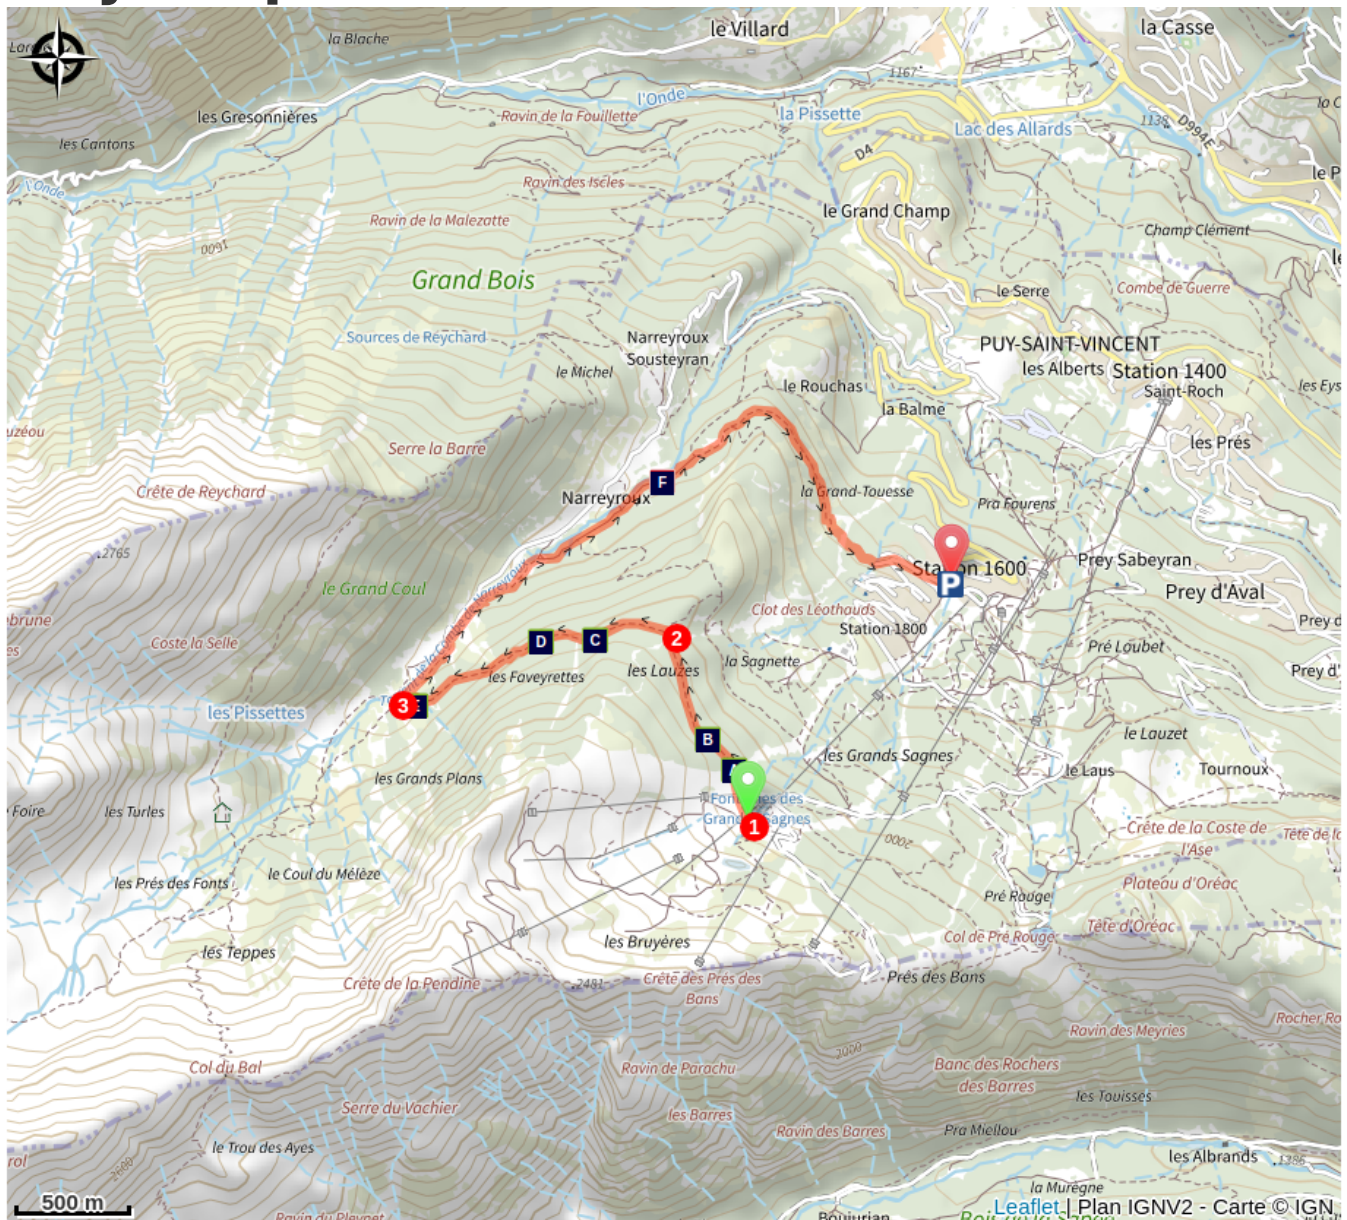 le Villard
la Casse
la Blache
1167
l'Onde
les Gresonnières
Ravin de la Fouillette
la Pissette
Lac des Allards
1138
D994E
les Cantons
D4
l'Onde
Ravin des Iscles
le Grand Champ
Ravin de la Malezatte
Champ Clément
0091
Grand Bois
le Serre
Combe de Guerre
Sources de Reychard
Narreyroux
Sousteyran
PUY-SAINT-VINCENT
les Alberts
Station 1400
Saint-Roch
le Michel
le Rouchas
les Eys
la Balme
uzéou
Serre la Barre
les Prés
Crête de Reychard
F
Narreyroux
la Grand-Touesse
Pra Fourens
2765
Station 1600
Prey Sabeyran
P
le Grand Coul
Prey d'Aval
Clot des Léothauds
ebrune
Station 1800
Coste la Selle
D
C
2
Pré Loubet
la Sagnette
les Lauzes
les Faveyrettes
Prey d'
3
les Pissettes
B
le Lauzet
les Grands Sagnes
A
les Grands Plans
le Laus
Tournoux
Foire
les Turles
1
2000
Crête de la Coste de
l'Ase
les Prés des Fonts
le Coul du Mélèze
Plateau d'Oréac
Pré Rouge
Tête d'Oréac
les Bruyères
Col de Pré Rouge
les Teppes
Crête de la Pendine
2481
Crête des Prés des
Bans
Prés des Bans
Rocher Ro
Ravin des Meyries
Col du Bal
Ravin de Parachu
2000
Banc des Rochers
des Barres
Serre du Vachier
les Barres
les Touisses
Ravin des Barres
Pra Miellou
le Trou des Ayes
les Albrands
1386
2600
la Muregne
500 m
Leaflet | Plan IGNV2 - Carte © IGN